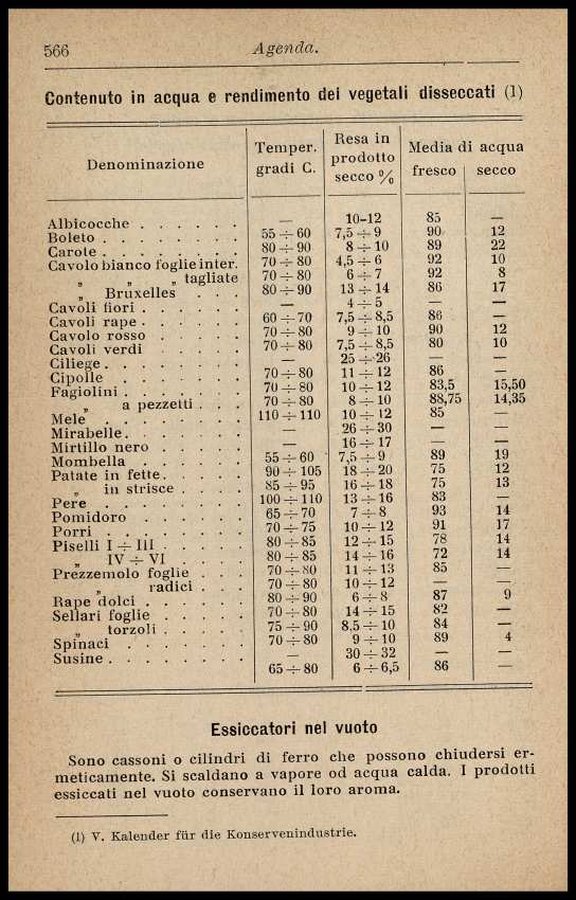 566 Agenda.
Contenuto in acqua e rendimento dei vegetali disseccati (1)
Denominazione Temper. gradi C. Resa in prodotto secco % Media di acqua
fresco secco
Albicocche . . . . . . — 10-12 85 —
Boleto . . . . . . . . 55 ÷ 60 7,5 ÷ 9 90 12
Carote . . . . . . . . 80 ÷ 90 8 ÷ 10 89 22
Cavolo bianco foglie inter. 70 ÷ 80 4,5 ÷ 6 92 10
„ „ „ tagliate 70 ÷ 80 6 ÷ 7 92 8
„ Bruxelles . . . 80 ÷ 90 13 ÷ 14 86 17
Cavoli fiori . . . . . . — 4 ÷ 5 — —
Cavoli rape . . . . . . 60 ÷ 70 7,5 ÷ 8,5 86 —
Cavolo rosso . . . . . 70 ÷ 80 9 ÷ 10 90 12
Cavoli verdi . . . . . 70 ÷ 80 7,5 ÷ 8,5 80 10
Ciliege . . . . . . . . — 25 ÷ 26 — —
Cipolle . . . . . . . 70 ÷ 80 11 ÷ 12 86 —
Fagiolini . . . . . . . 70 ÷ 80 10 ÷ 12 83,5 15,50
„ a pezzetti . . . 70 ÷ 80 8 ÷ 10 88,75 14,35
Mele . . . . . . . . 110 ÷ 110 10 ÷ 12 85 —
Mirabelle . . . . . . . — 26 ÷ 30 — —
Mirtillo nero . . . . . — 16 ÷ 17 — —
Mombella . . . . . . 55 ÷ 60 7,5 ÷ 9 89 19
Patate in fette . . . . . 90 ÷ 105 18 ÷ 20 75 12
„ in strisce . . . . 85 ÷ 95 16 ÷ 18 75 13
Pere . . . . . . . . 100 ÷ 110 13 ÷ 16 83 —
Pomidoro . . . . . . 65 ÷ 70 7 ÷ 8 93 14
Porri . . . . . . . . 70 ÷ 75 10 ÷ 12 91 17
Piselli I ÷ III . . . . . 80 ÷ 85 12 ÷ 15 78 14
„ IV ÷ VI . . . . 80 ÷ 85 14 ÷ 16 72 14
Prezzemolo foglie . . . 70 ÷ 80 11 ÷ 13 85 —
„ radici . . . 70 ÷ 80 10 ÷ 12 — —
Rape dolci . . . . . . 80 ÷ 90 6 ÷ 8 87 9
Sellari foglie . . . . . 70 ÷ 80 14 ÷ 15 82 —
„ torzoli . . . . . 75 ÷ 90 8,5 ÷ 10 84 —
Spinaci . . . . . . . 70 ÷ 80 9 ÷ 10 89 4
Susine . . . . . . . . — 30 ÷ 32 — —
65 ÷ 80 6 ÷ 6,5 86 —
Essiccatori nel vuoto
Sono cassoni o cilindri di ferro che possono chiudersi er-
meticamente. Si scaldano a vapore od acqua calda. I prodotti
essiccati nel vuoto conservano il loro aroma.
(1) V. Kalender für die Konservenindustrie.